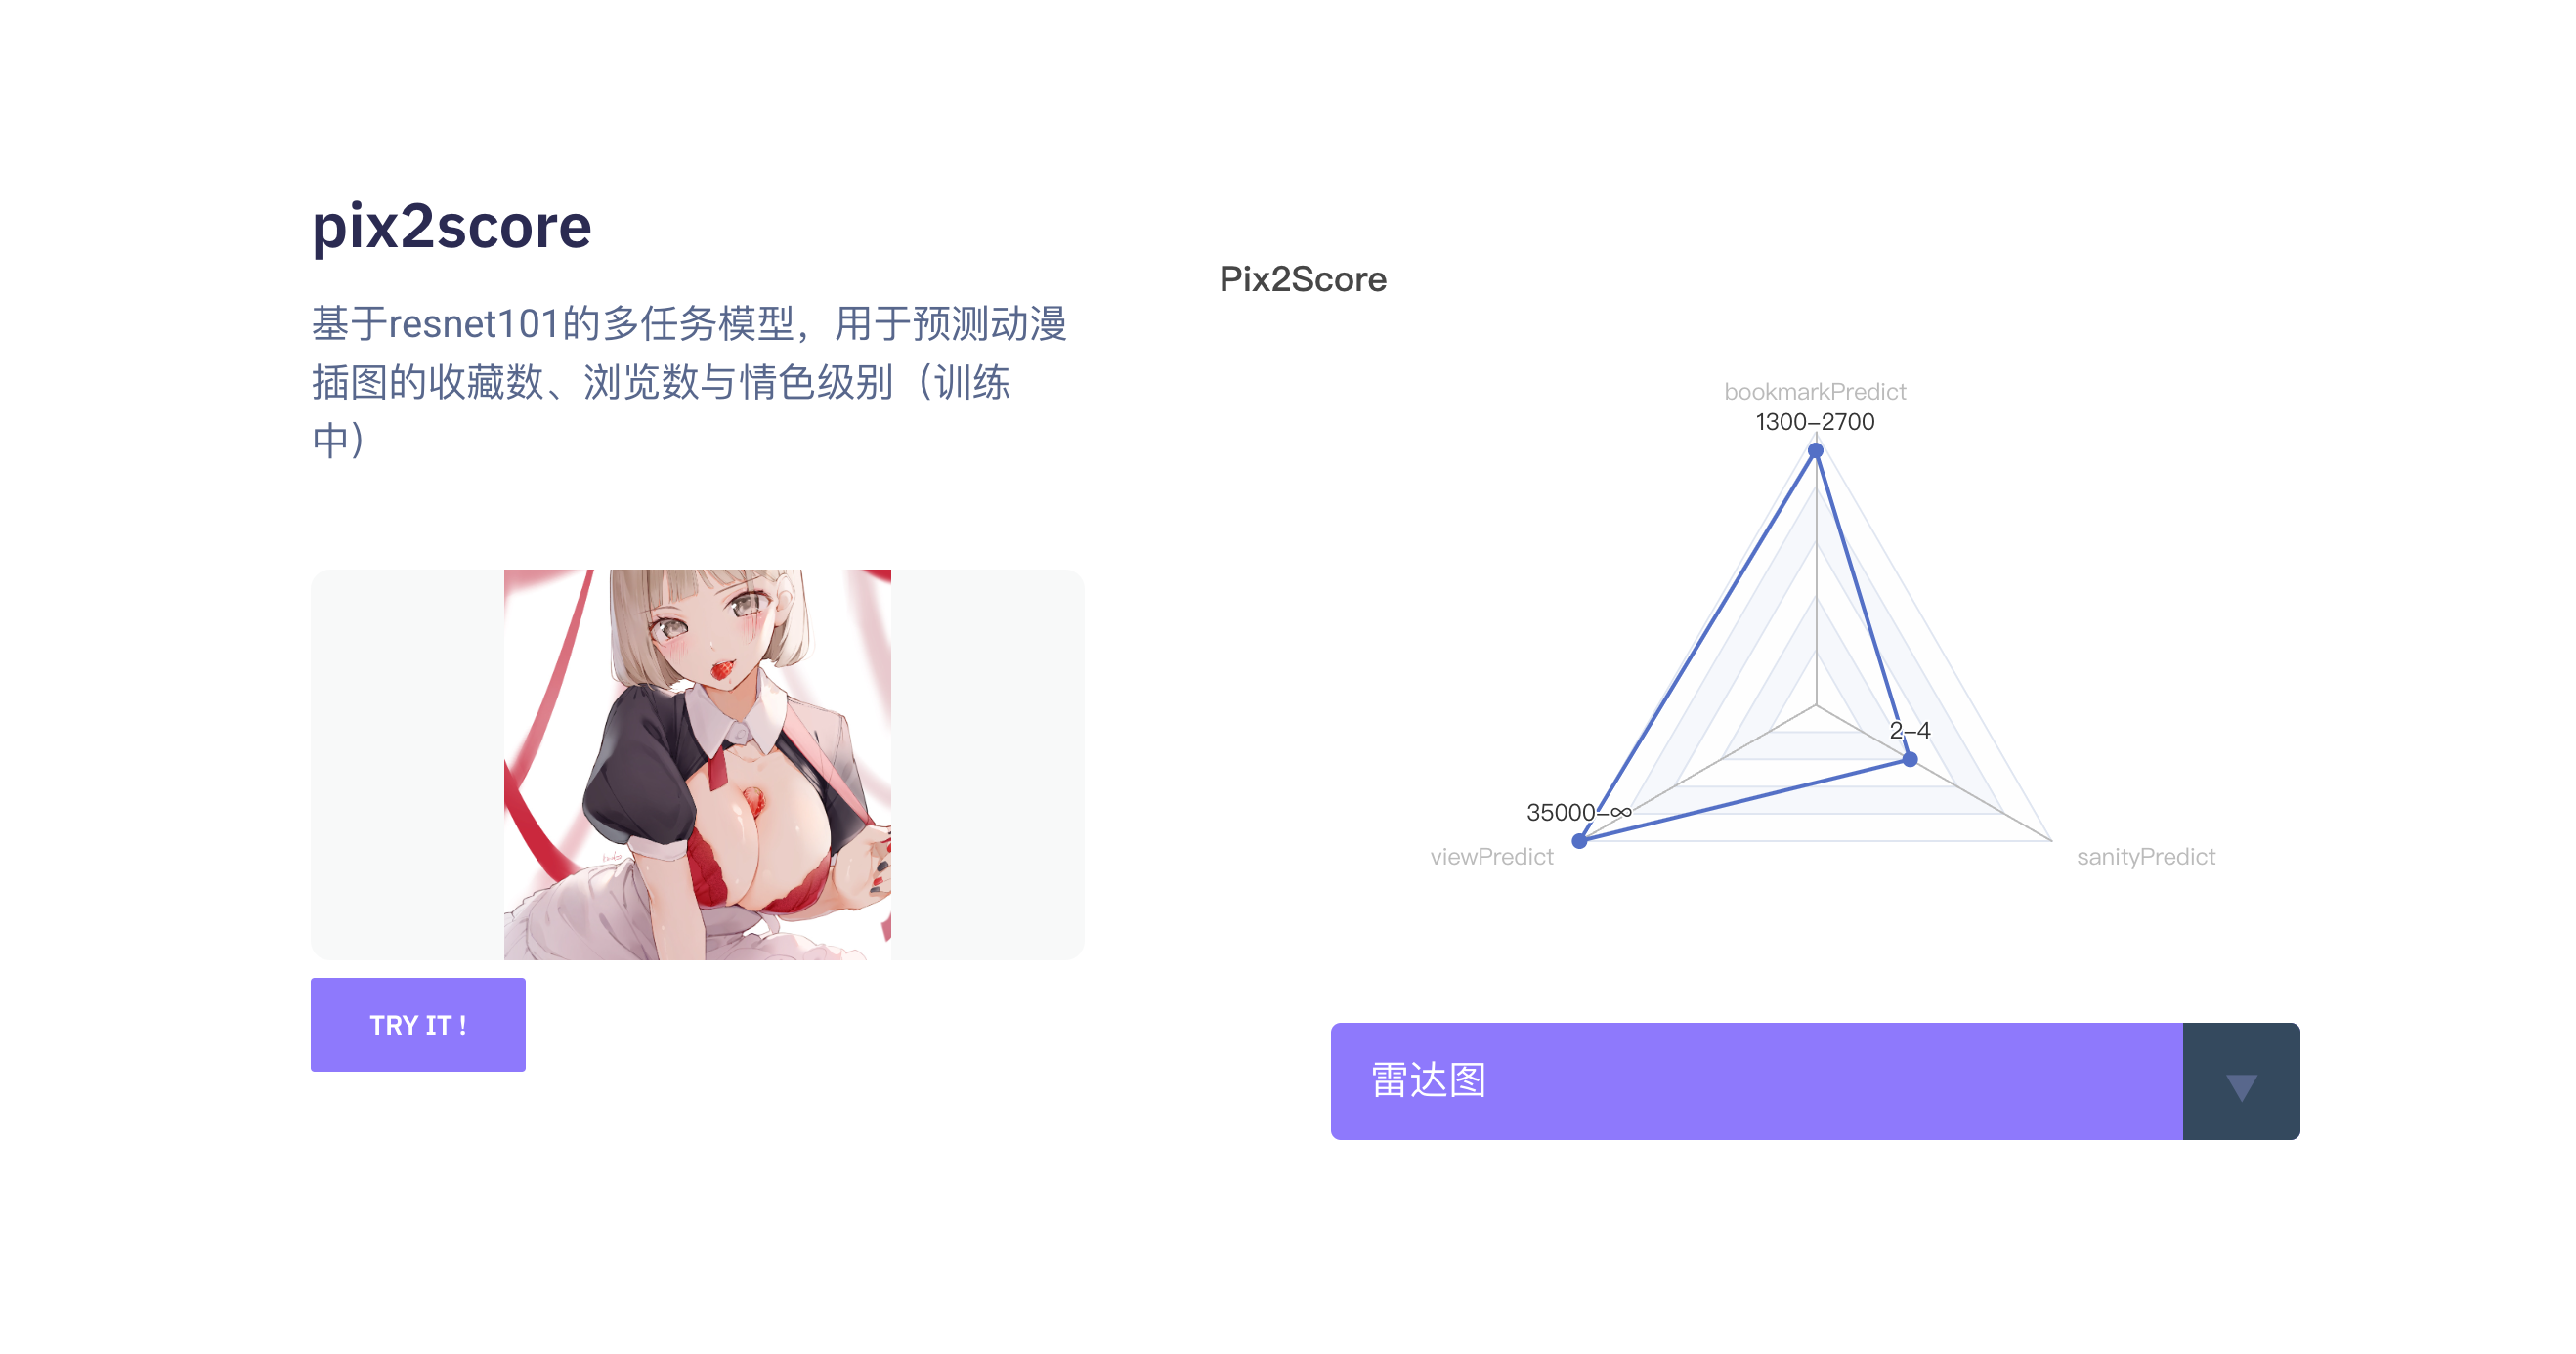 pix2score
基于resnet101的多任务模型，用于预测动漫
插图的收藏数、浏览数与情色级别（训练
中）
TRY IT !
Pix2Score
bookmarkPredict
1300–2700
2–4
35000–∞
viewPredict
sanityPredict
雷达图